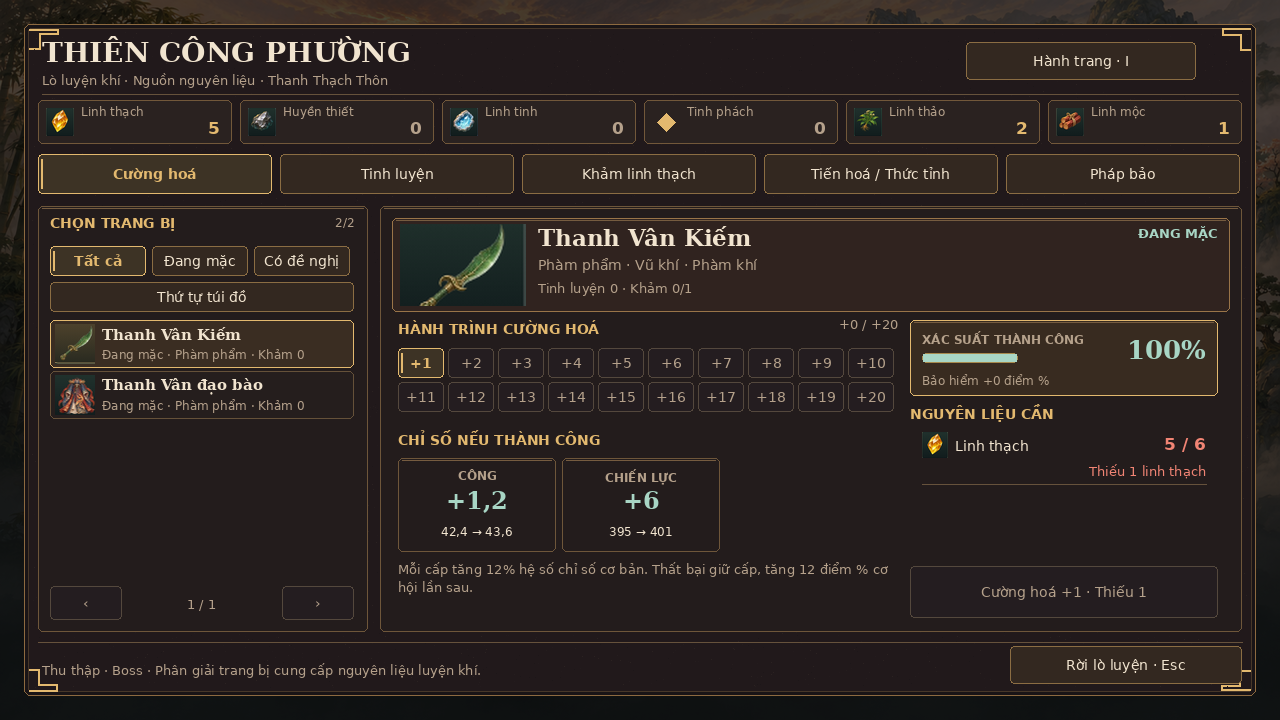 THIÊN CÔNG PHƯỜNG
Lò luyện khí · Nguồn nguyên liệu · Thanh Thạch Thôn
Hành trang · I
Linh thạch
5
Huyền thiết
0
Linh tinh
0
Tinh phách
0
Linh thảo
2
Linh mộc
1
Cường hoá
Tinh luyện
Khảm linh thạch
Tiến hoá / Thức tỉnh
Pháp bảo
CHỌN TRANG BỊ
2/2
Tất cả
Đang mặc
Có đề nghị
Thứ tự túi đồ
Thanh Vân Kiếm
Đang mặc · Phàm phẩm · Khảm 0
Thanh Vân đạo bào
Đang mặc · Phàm phẩm · Khảm 0
‹
1 / 1
›
Thanh Vân Kiếm
ĐANG MẶC
Phàm phẩm · Vũ khí · Phàm khí
Tinh luyện 0 · Khảm 0/1
HÀNH TRÌNH CƯỜNG HOÁ
+0 / +20
+1
+2
+3
+4
+5
+6
+7
+8
+9
+10
+11
+12
+13
+14
+15
+16
+17
+18
+19
+20
CHỈ SỐ NẾU THÀNH CÔNG
CÔNG
+1,2
42,4 → 43,6
CHIẾN LỰC
+6
395 → 401
Mỗi cấp tăng 12% hệ số chỉ số cơ bản. Thất bại giữ cấp, tăng 12 điểm % cơ
hội lần sau.
XÁC SUẤT THÀNH CÔNG
100%
Bảo hiểm +0 điểm %
NGUYÊN LIỆU CẦN
Linh thạch
5 / 6
Thiếu 1 linh thạch
Cường hoá +1 · Thiếu 1
Thu thập · Boss · Phân giải trang bị cung cấp nguyên liệu luyện khí.
Rời lò luyện · Esc